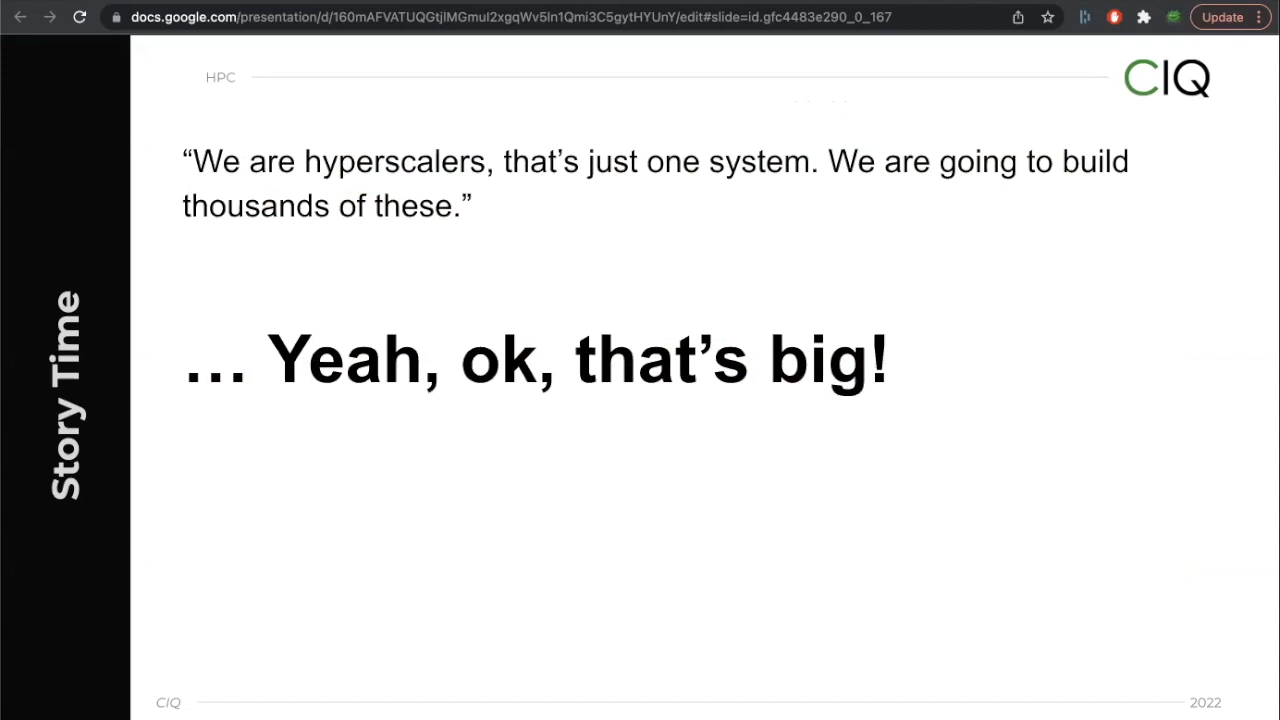 docs.google.com/presentation/d/160mAFVATUQGtjlMGmul2xgqWv5ln1Qmi3C5gytHYUnY/edit#slide=id.gfc4483e290_0_167
Update
HPC
CIQ
“We are hyperscalers, that’s just one system. We are going to build
thousands of these.”
… Yeah, ok, that’s big!
Story Time
CIQ
2022